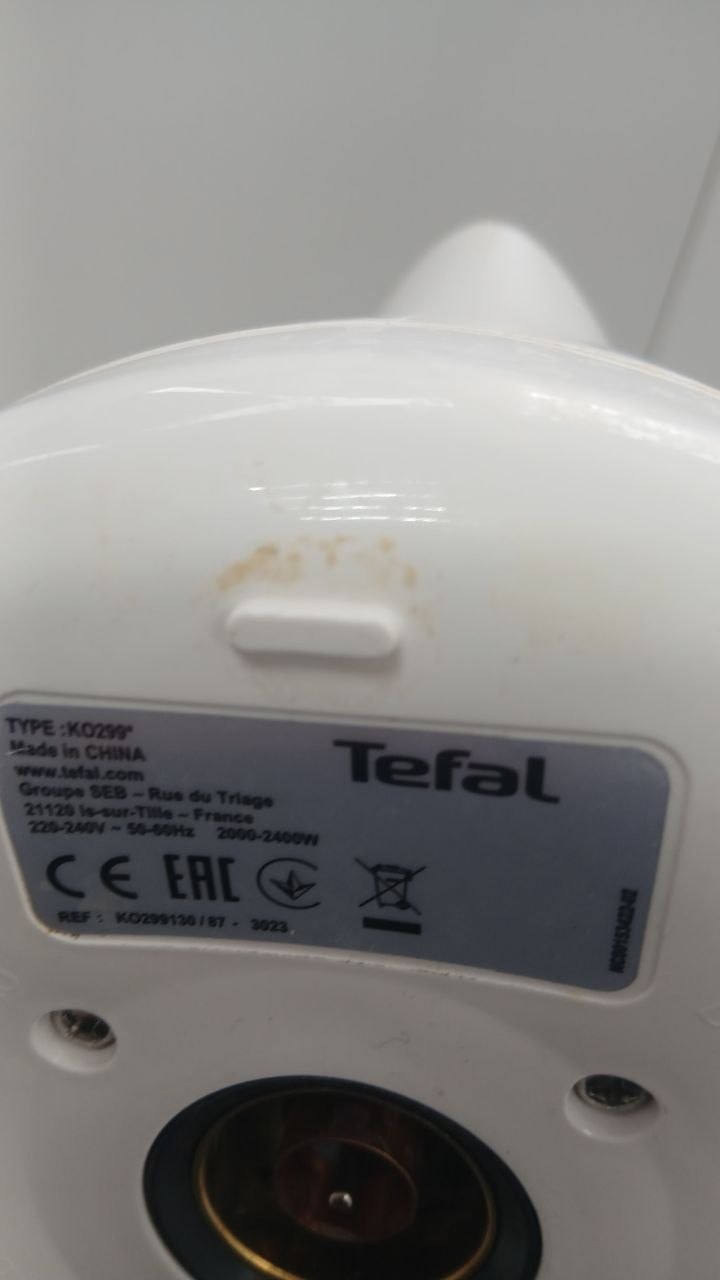 TYPE :KO299*
Made in CHINA
www.tefal.com
Groupe SEB – Rue du Triage
21120 Is-sur-Tille – France
220-240V ~ 50-60Hz 2000-2400W
Tefal
CE EAC
REF : KO299130 / 87 - 3023